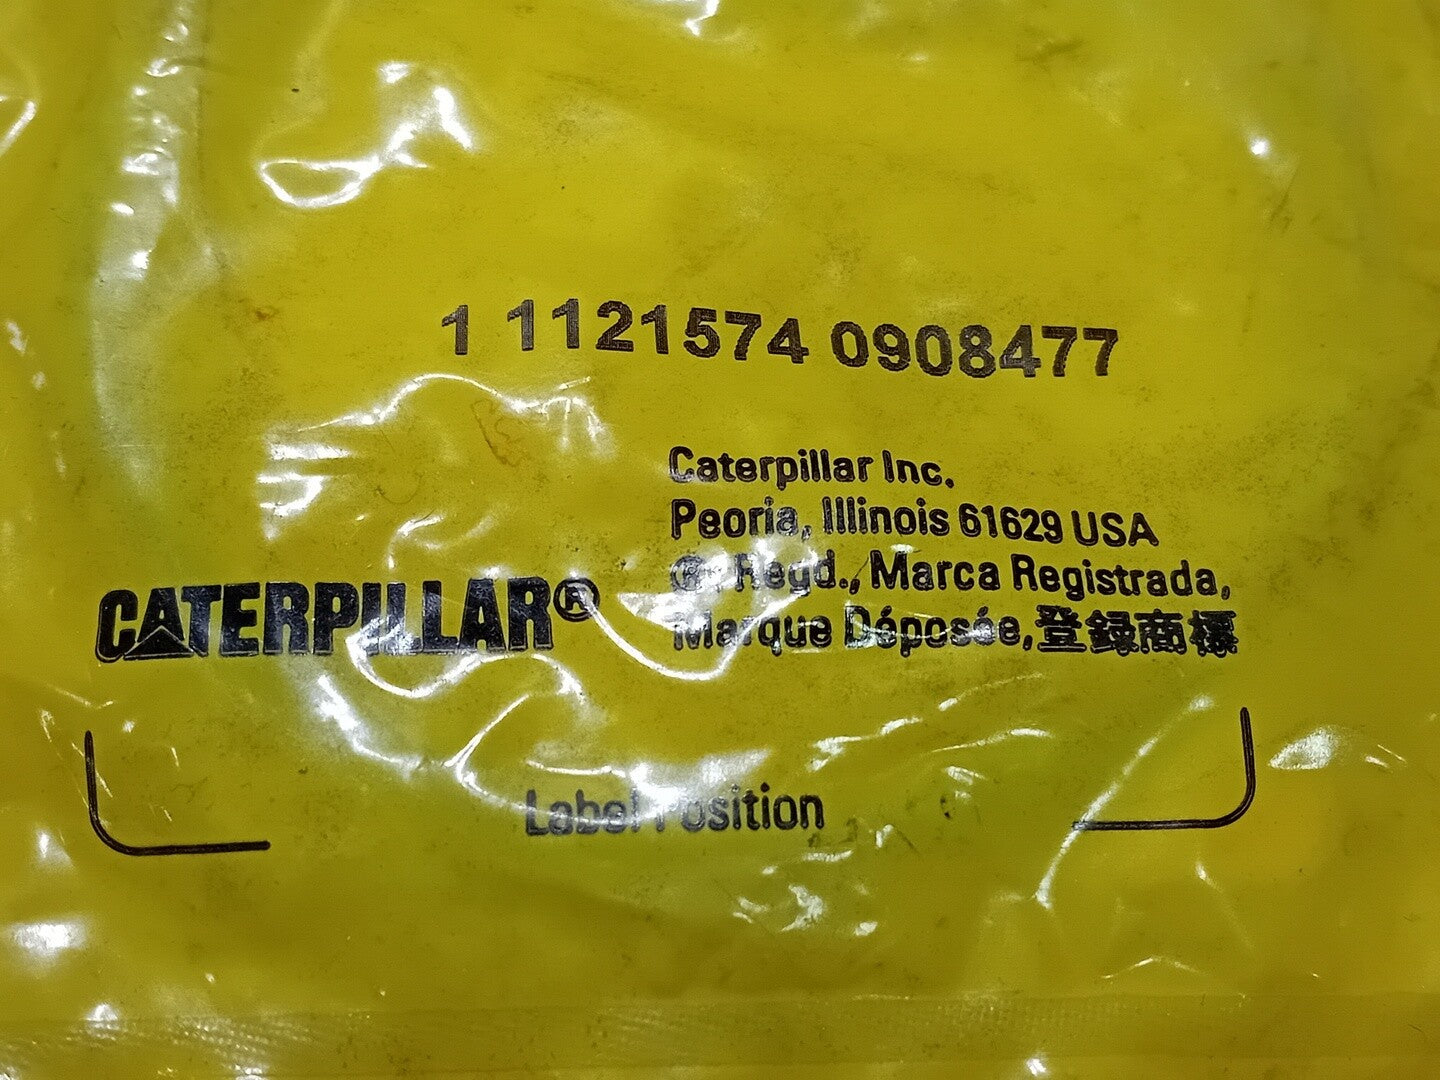 1 1121574 0908477
Caterpillar Inc.
Peoria, Illinois 61629 USA
®, Regd., Marca Registrada,
Marque Déposée, 登録商標
CATERPILLAR®
Label Position